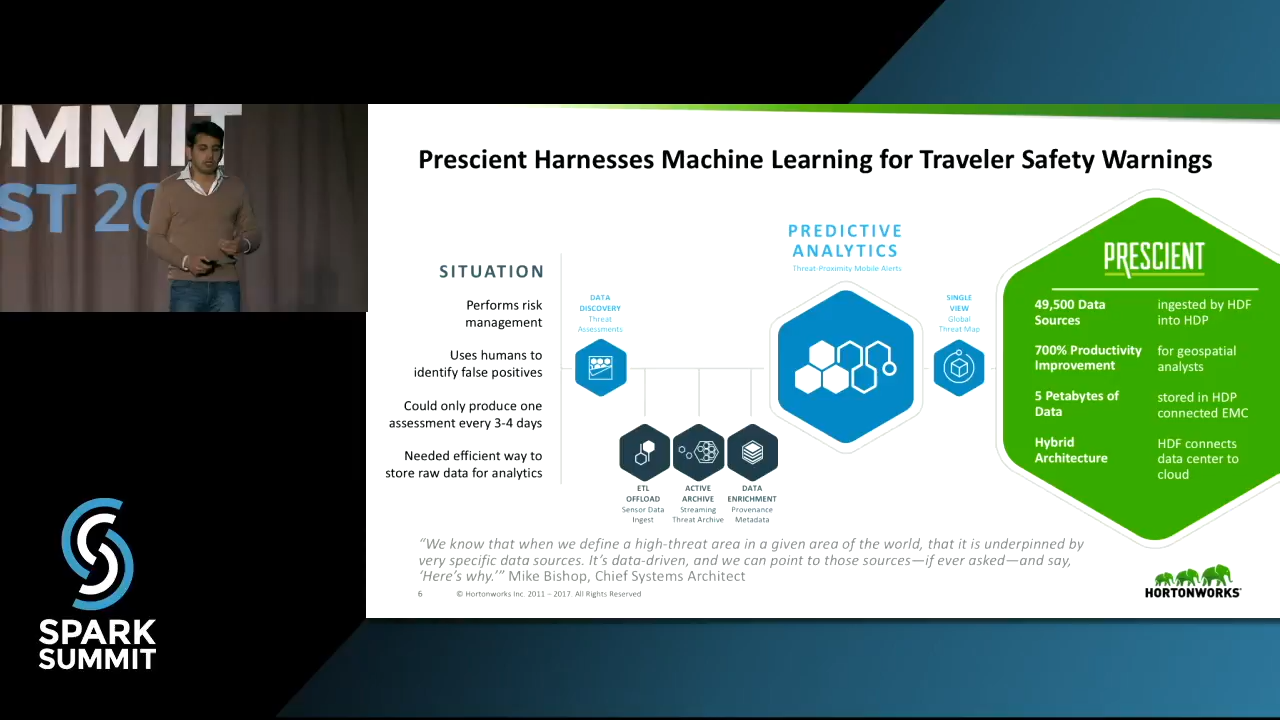 UMMIT
ST 20
Prescient Harnesses Machine Learning for Traveler Safety Warnings
SITUATION
Performs risk
management
Uses humans to
identify false positives
Could only produce one
assessment every 3-4 days
Needed efficient way to
store raw data for analytics
DATA
DISCOVERY
Threat
Assessments
ETL
OFFLOAD
Sensor Data
Ingest
ACTIVE
ARCHIVE
Streaming
Threat Archive
DATA
ENRICHMENT
Provenance
Metadata
PREDICTIVE
ANALYTICS
Threat-Proximity Mobile Alerts
SINGLE
VIEW
Global
Threat Map
PRESCIENT
49,500 Data
Sources
ingested by HDF
into HDP
700% Productivity
Improvement
for geospatial
analysts
5 Petabytes of
Data
stored in HDP
connected EMC
Hybrid
Architecture
HDF connects
data center to
cloud
“We know that when we define a high-threat area in a given area of the world, that it is underpinned by
very specific data sources. It’s data-driven, and we can point to those sources—if ever asked—and say,
‘Here’s why.’” Mike Bishop, Chief Systems Architect
6 © Hortonworks Inc. 2011 – 2017 All Rights Reserved
HORTONWORKS
SPARK
SUMMIT